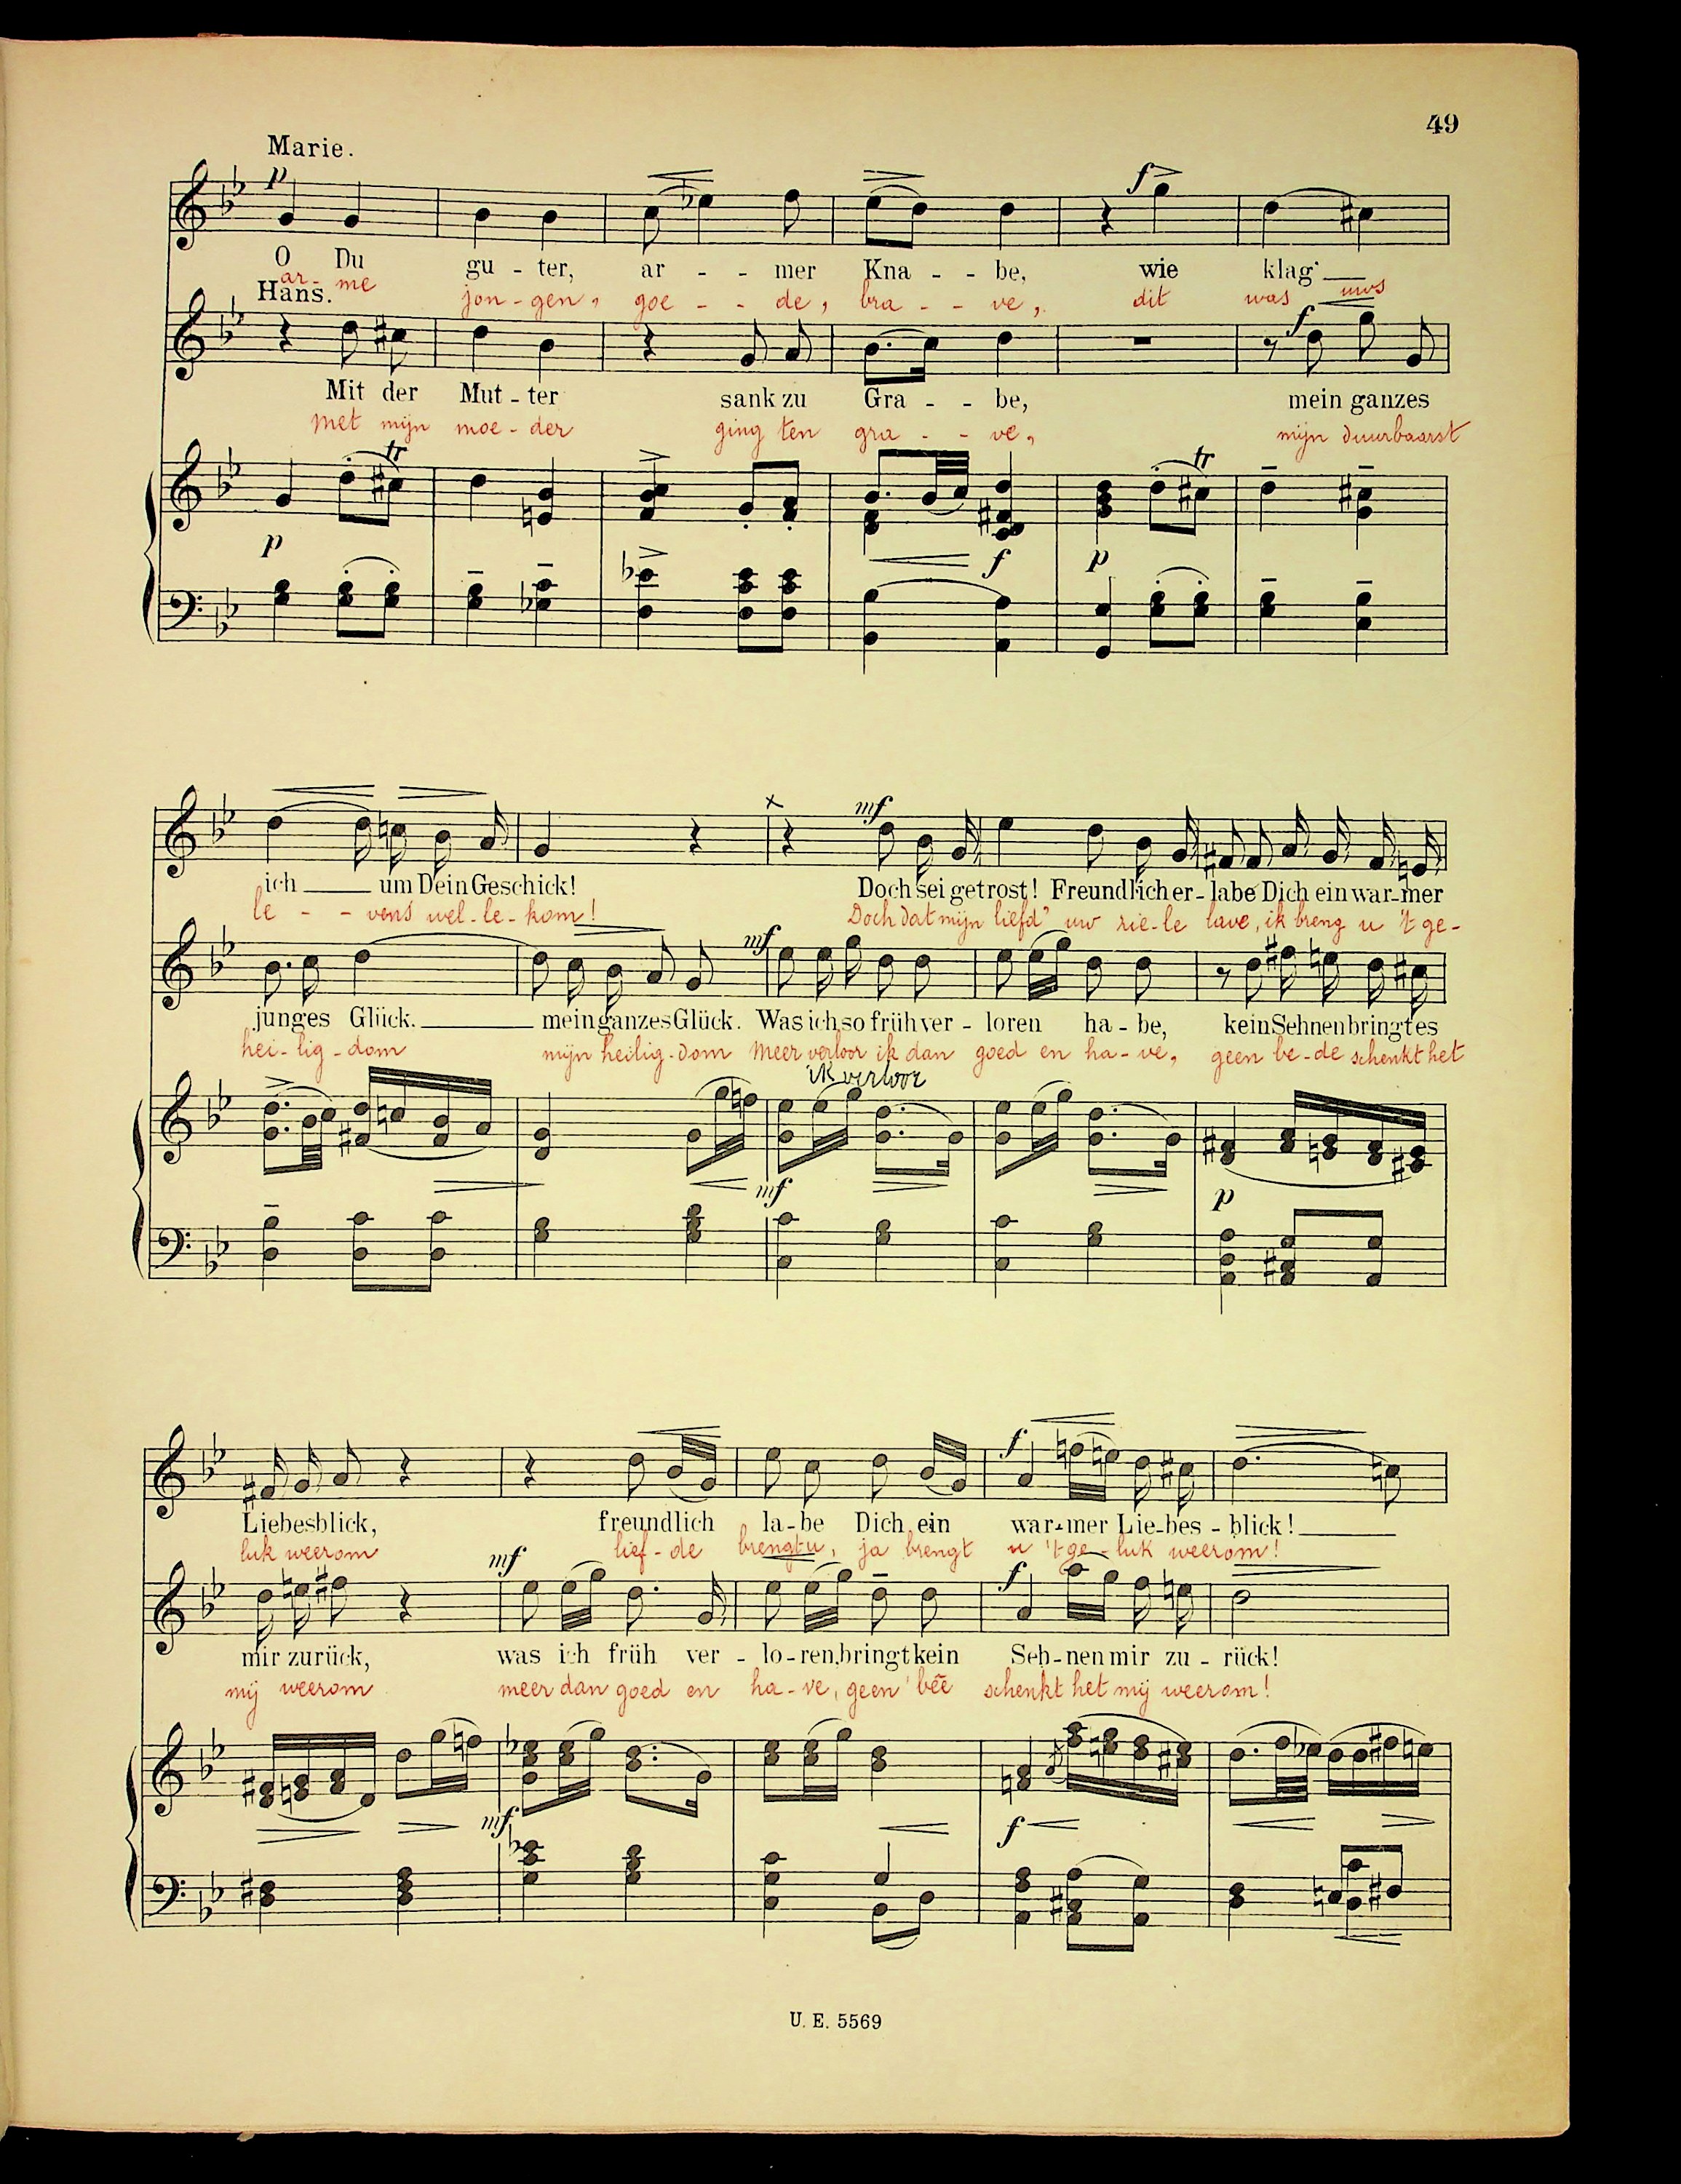 49
Marie.
p
f
O Du gu - ter, ar - - mer Kna - - be, wie klag'
ar - me jon - gen, goe - - de, bra - - ve, dit was uws
Hans.
f
Mit der Mut - ter sank zu Gra - - be, mein ganzes
met mijn moe - der ging ten gra - - ve, mijn duurbaarst
tr tr
p f p
mf
ich um Dein Geschick! Doch sei getrost! Freundlich er - labe Dich ein war - mer
le - - vens wel - le - kom! Doch dat mijn liefd' uw zie - le lave, ik breng u 't ge -
mf
junges Glück. mein ganzes Glück. Was ich so früh ver - loren ha - be, kein Sehnen bringt es
hei - lig - dom mijn heilig - dom meer verloor ik dan goed en ha - ve, geen be - de schenkt het
ik verloor
mf p
f
Liebesblick, freundlich la - be Dich ein war - mer Lie - bes - blick!
luk weerom lief - de brengt u, ja brengt u 't ge - luk weerom!
mf f
mir zurück, was ich früh ver - lo - ren, bringt kein Seh - nen mir zu - rück!
mij weerom meer dan goed en ha - ve, geen beê schenkt het mij weerom!
mf f
U. E. 5569